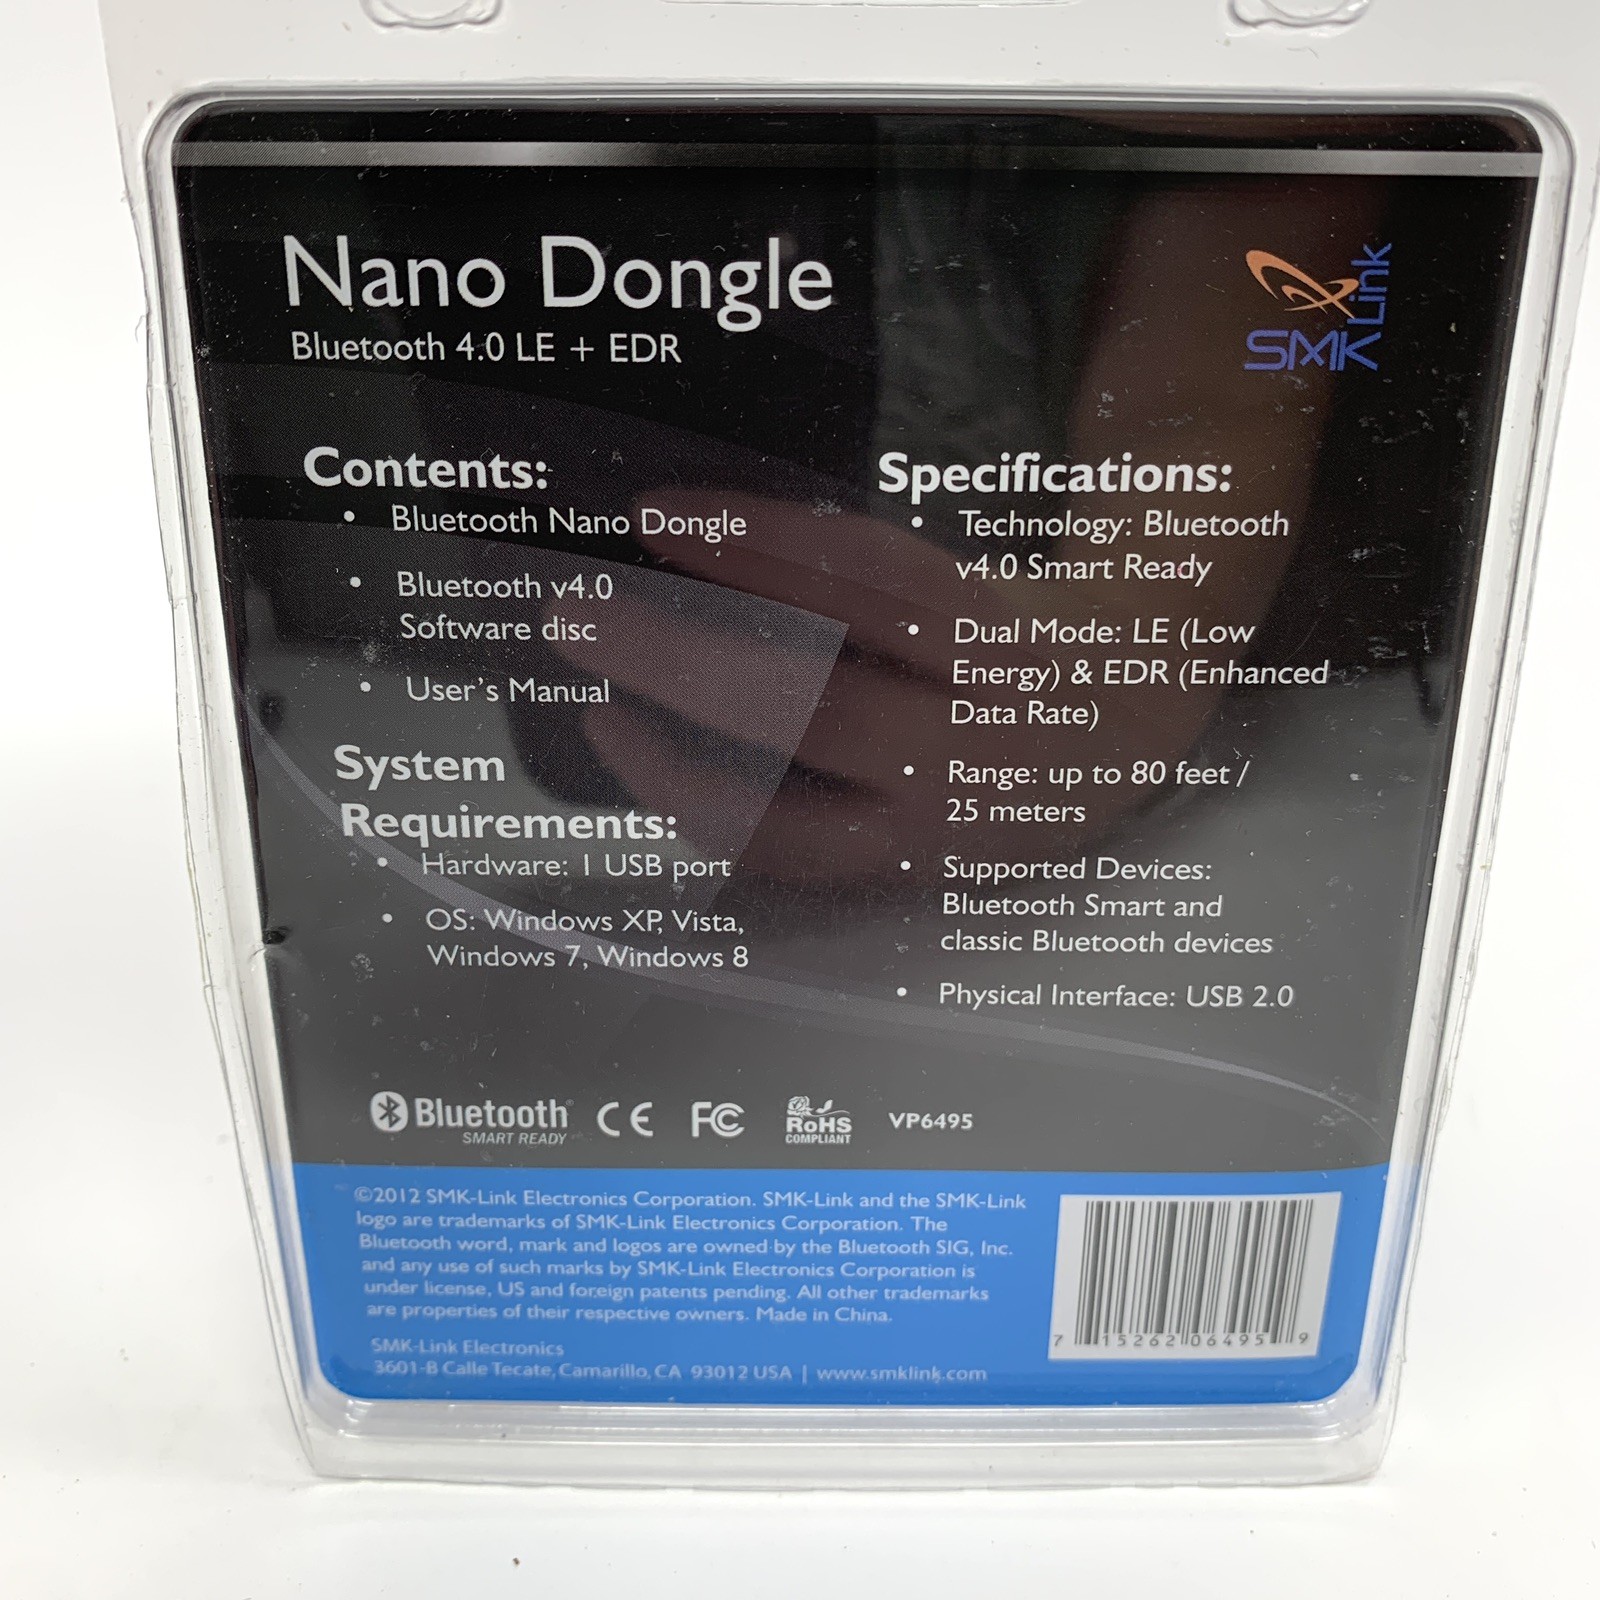 Nano Dongle
Bluetooth 4.0 LE + EDR
SMK Link
Contents:
• Bluetooth Nano Dongle
• Bluetooth v4.0
Software disc
• User's Manual
System
Requirements:
• Hardware: 1 USB port
• OS: Windows XP, Vista,
Windows 7, Windows 8
Specifications:
• Technology: Bluetooth
v4.0 Smart Ready
• Dual Mode: LE (Low
Energy) & EDR (Enhanced
Data Rate)
• Range: up to 80 feet /
25 meters
• Supported Devices:
Bluetooth Smart and
classic Bluetooth devices
• Physical Interface: USB 2.0
Bluetooth®
SMART READY
CE
FC
RoHS
COMPLIANT
VP6495
©2012 SMK-Link Electronics Corporation. SMK-Link and the SMK-Link
logo are trademarks of SMK-Link Electronics Corporation. The
Bluetooth word, mark and logos are owned by the Bluetooth SIG, Inc.
and any use of such marks by SMK-Link Electronics Corporation is
under license, US and foreign patents pending. All other trademarks
are properties of their respective owners. Made in China.
SMK-Link Electronics
3601-B Calle Tecate, Camarillo, CA 93012 USA | www.smklink.com
7 15262 06495 9